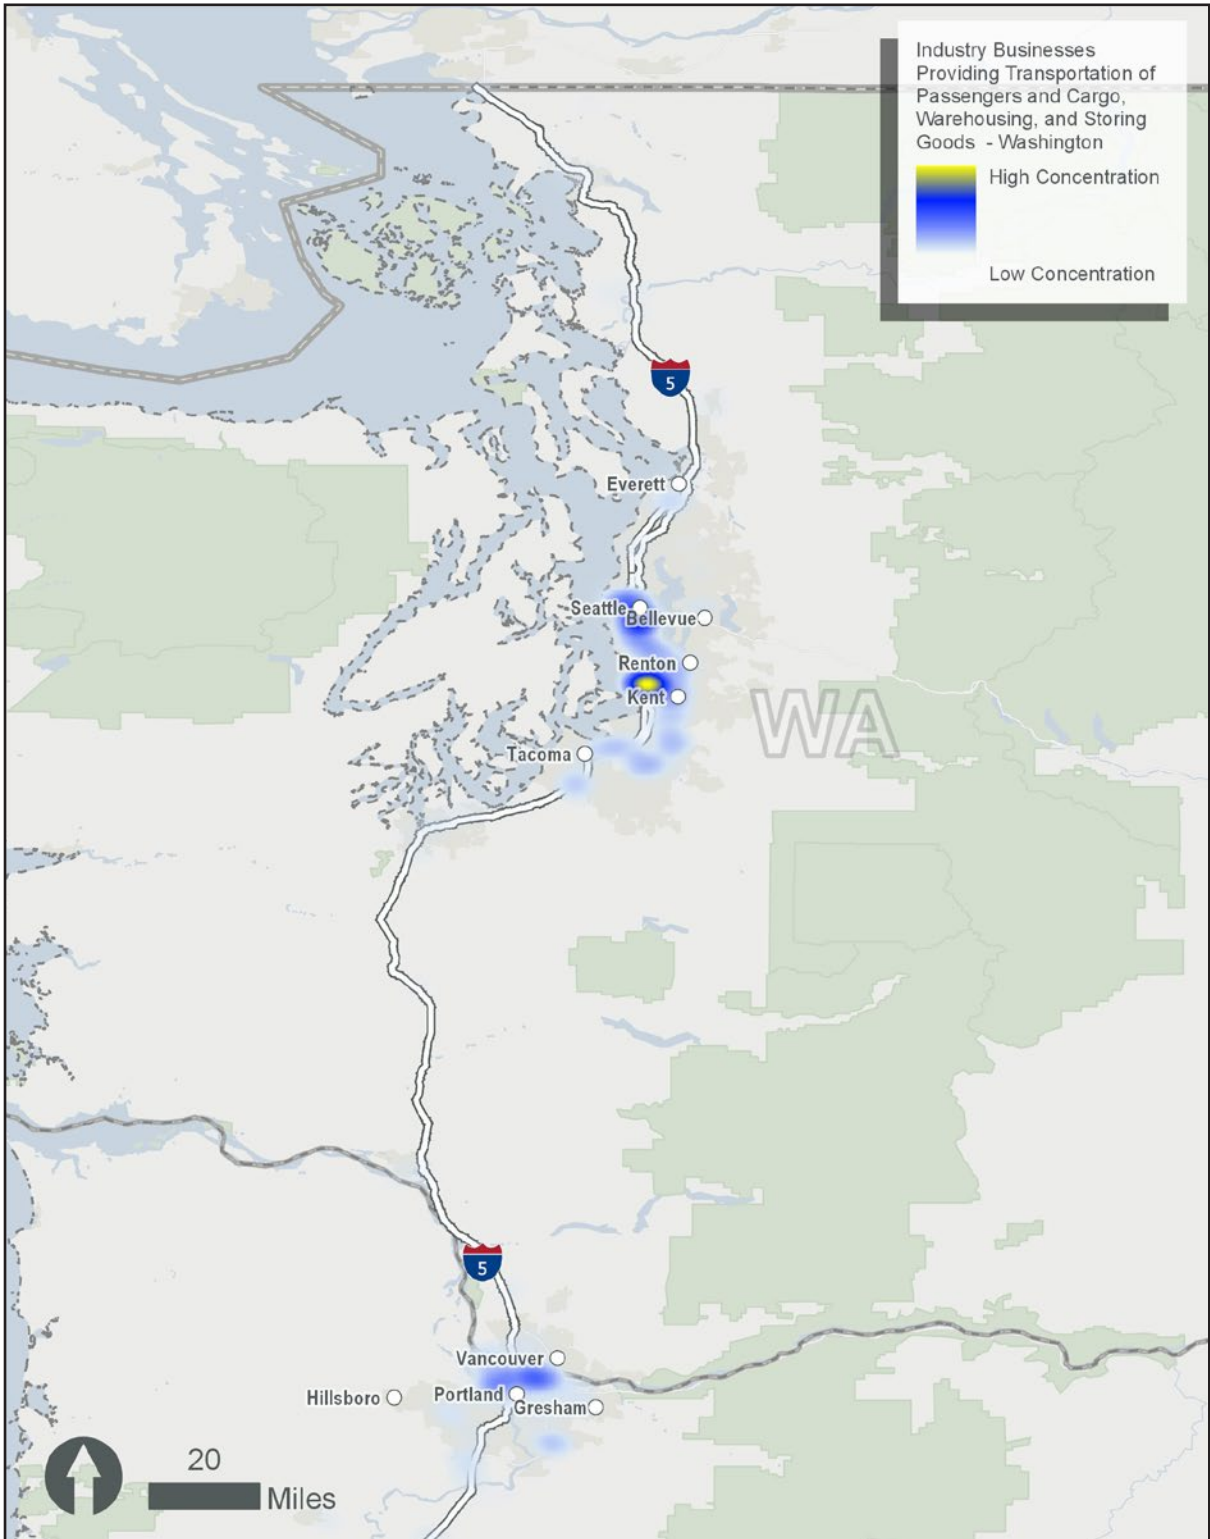 Industry Businesses
Providing Transportation of
Passengers and Cargo,
Warehousing, and Storing
Goods - Washington
High Concentration
Low Concentration
5
Everett
Seattle
Bellevue
Renton
Kent
WA
Tacoma
5
Vancouver
Hillsboro
Portland
Gresham
20
Miles